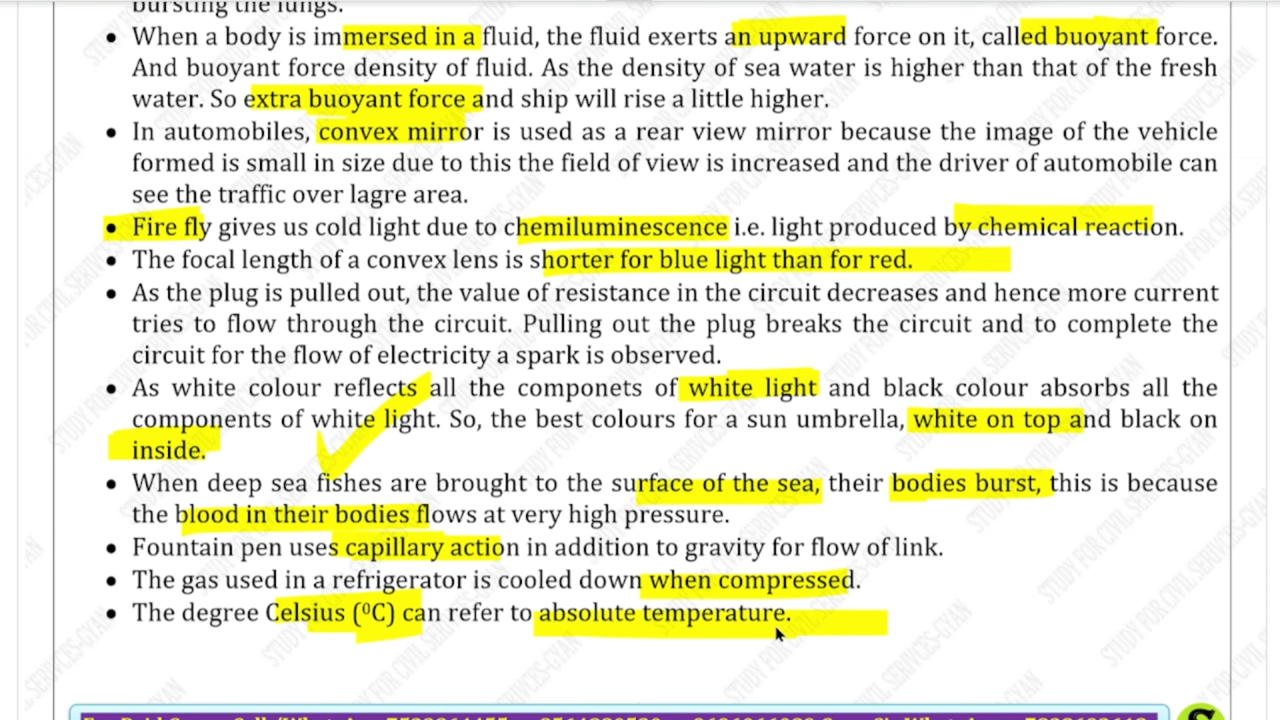 bursting the lungs.
• When a body is immersed in a fluid, the fluid exerts an upward force on it, called buoyant force.
And buoyant force density of fluid. As the density of sea water is higher than that of the fresh
water. So extra buoyant force and ship will rise a little higher.
• In automobiles, convex mirror is used as a rear view mirror because the image of the vehicle
formed is small in size due to this the field of view is increased and the driver of automobile can
see the traffic over lagre area.
• Fire fly gives us cold light due to chemiluminescence i.e. light produced by chemical reaction.
• The focal length of a convex lens is shorter for blue light than for red.
• As the plug is pulled out, the value of resistance in the circuit decreases and hence more current
tries to flow through the circuit. Pulling out the plug breaks the circuit and to complete the
circuit for the flow of electricity a spark is observed.
• As white colour reflects all the componets of white light and black colour absorbs all the
components of white light. So, the best colours for a sun umbrella, white on top and black on
inside.
• When deep sea fishes are brought to the surface of the sea, their bodies burst, this is because
the blood in their bodies flows at very high pressure.
• Fountain pen uses capillary action in addition to gravity for flow of link.
• The gas used in a refrigerator is cooled down when compressed.
• The degree Celsius (⁰C) can refer to absolute temperature.